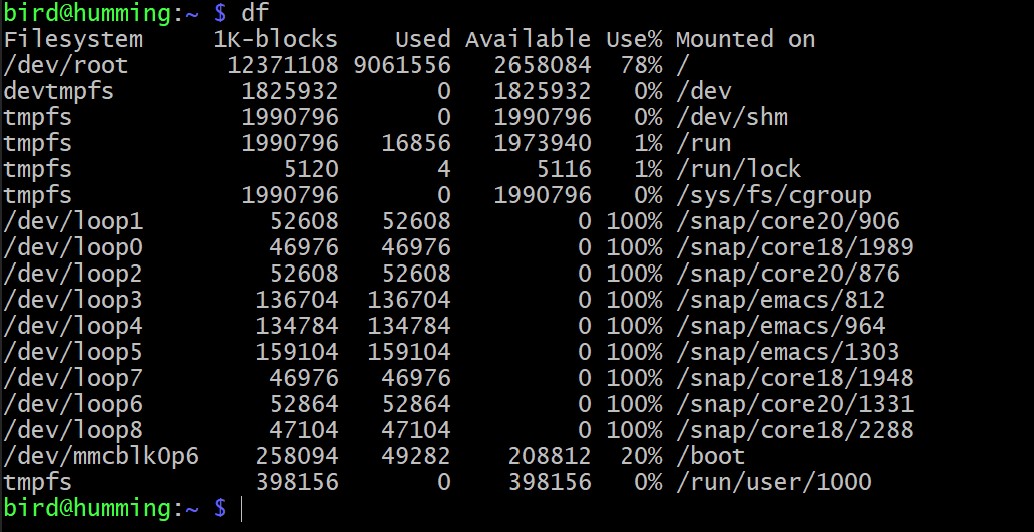 bird@humming:~ $ df
Filesystem     1K-blocks    Used Available Use% Mounted on
/dev/root       12371108 9061556   2658084  78% /
devtmpfs         1825932       0   1825932   0% /dev
tmpfs            1990796       0   1990796   0% /dev/shm
tmpfs            1990796   16856   1973940   1% /run
tmpfs               5120       4      5116   1% /run/lock
tmpfs            1990796       0   1990796   0% /sys/fs/cgroup
/dev/loop1         52608   52608         0 100% /snap/core20/906
/dev/loop0         46976   46976         0 100% /snap/core18/1989
/dev/loop2         52608   52608         0 100% /snap/core20/876
/dev/loop3        136704  136704         0 100% /snap/emacs/812
/dev/loop4        134784  134784         0 100% /snap/emacs/964
/dev/loop5        159104  159104         0 100% /snap/emacs/1303
/dev/loop7         46976   46976         0 100% /snap/core18/1948
/dev/loop6         52864   52864         0 100% /snap/core20/1331
/dev/loop8         47104   47104         0 100% /snap/core18/2288
/dev/mmcblk0p6    258094   49282    208812  20% /boot
tmpfs             398156       0    398156   0% /run/user/1000
bird@humming:~ $